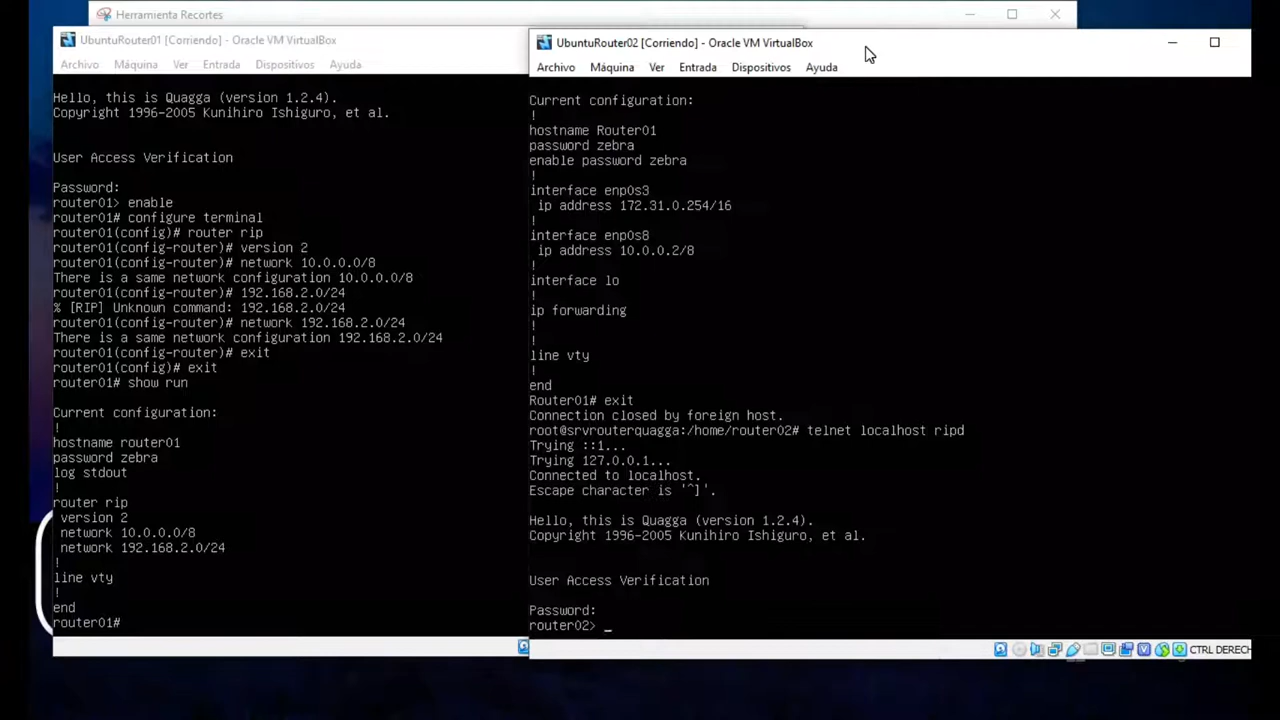 Herramienta Recortes
UbuntuRouter01 [Corriendo] - Oracle VM VirtualBox
Archivo Máquina Ver Entrada Dispositivos Ayuda
Hello, this is Quagga (version 1.2.4).
Copyright 1996-2005 Kunihiro Ishiguro, et al.
User Access Verification
Password:
router01> enable
router01# configure terminal
router01(config)# router rip
router01(config-router)# version 2
router01(config-router)# network 10.0.0.0/8
There is a same network configuration 10.0.0.0/8
router01(config-router)# 192.168.2.0/24
% [RIP] Unknown command: 192.168.2.0/24
router01(config-router)# network 192.168.2.0/24
There is a same network configuration 192.168.2.0/24
router01(config-router)# exit
router01(config)# exit
router01# show run
Current configuration:
!
hostname router01
password zebra
log stdout
!
router rip
version 2
network 10.0.0.0/8
network 192.168.2.0/24
!
line vty
!
end
router01#
UbuntuRouter02 [Corriendo] - Oracle VM VirtualBox
Archivo Máquina Ver Entrada Dispositivos Ayuda
Current configuration:
!
hostname Router01
password zebra
enable password zebra
!
interface enp0s3
ip address 172.31.0.254/16
!
interface enp0s8
ip address 10.0.0.2/8
!
interface lo
!
ip forwarding
!
!
line vty
!
end
Router01# exit
Connection closed by foreign host.
root@srvrouterquagga:/home/router02# telnet localhost ripd
Trying ::1...
Trying 127.0.0.1...
Connected to localhost.
Escape character is '^]'.
Hello, this is Quagga (version 1.2.4).
Copyright 1996-2005 Kunihiro Ishiguro, et al.
User Access Verification
Password:
router02> _
CTRL DERECH